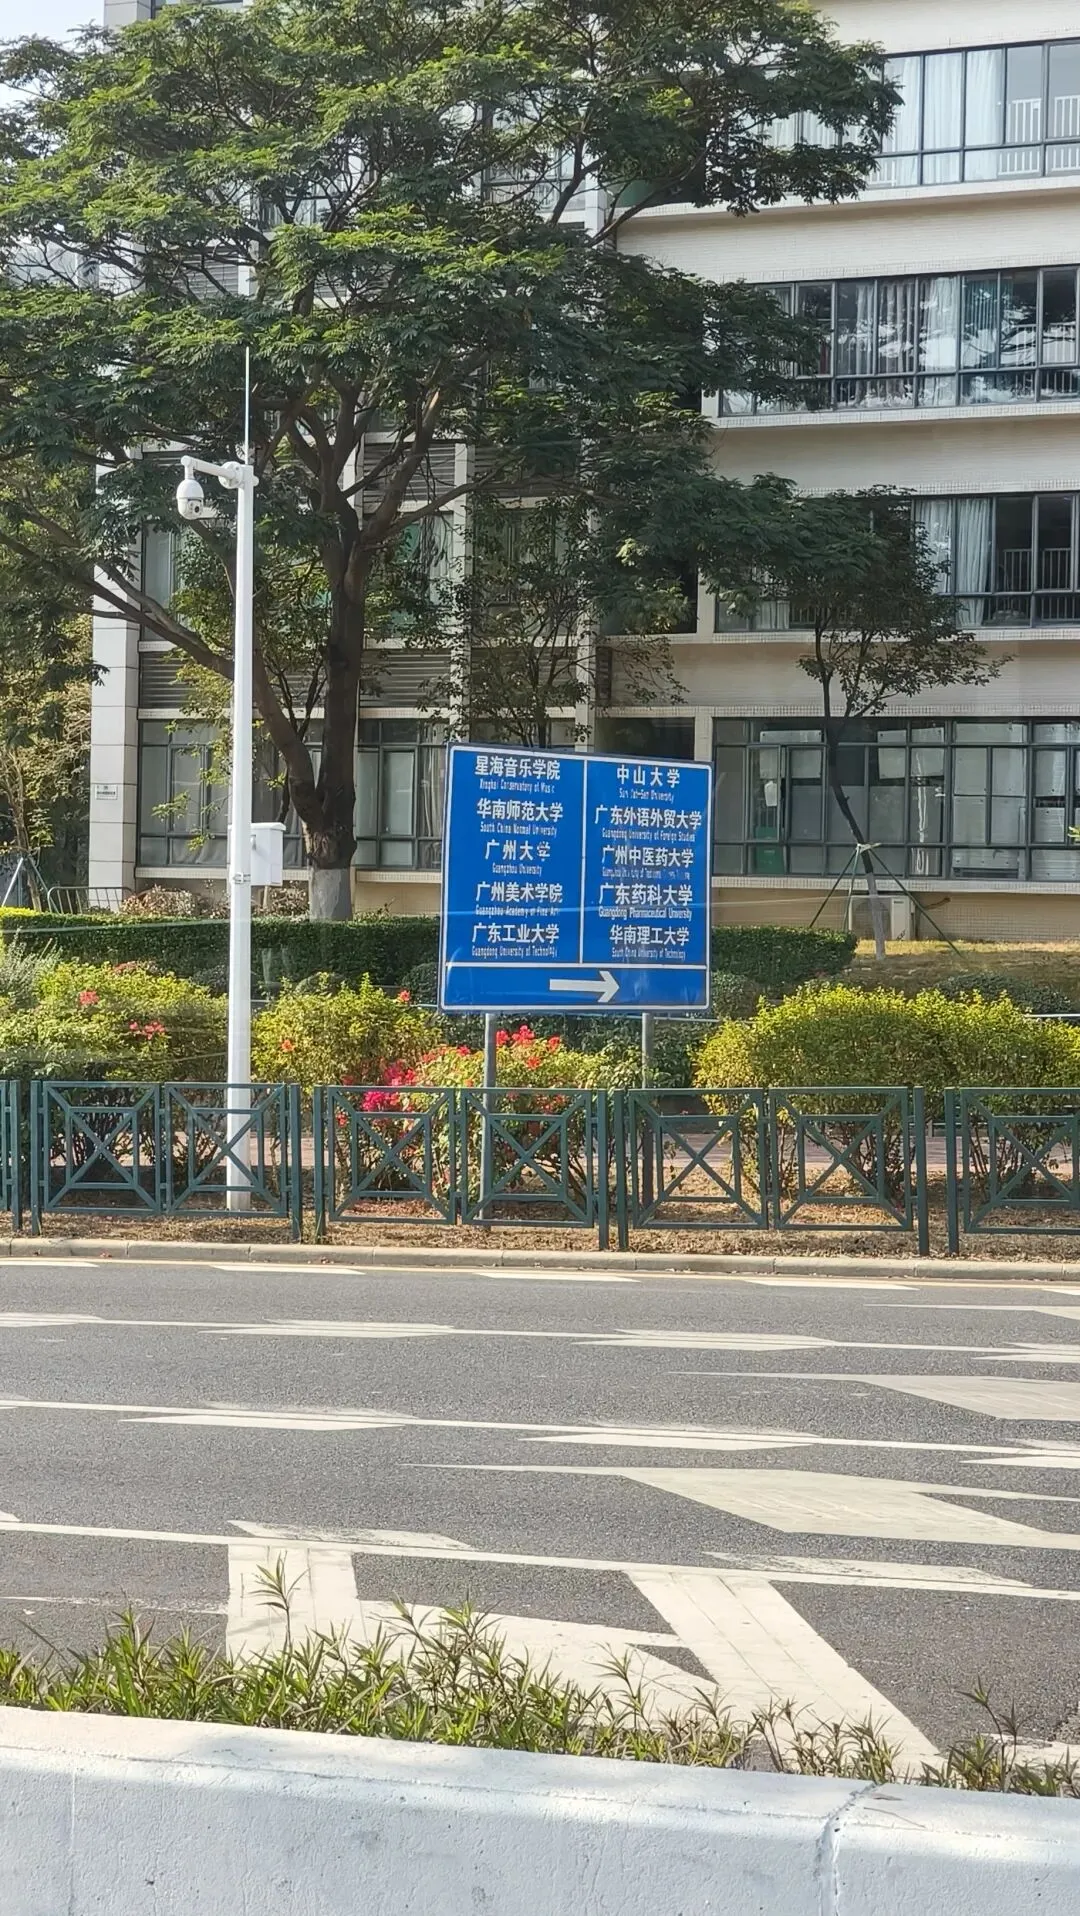 星海音乐学院
Xinghai Conservatory of Music
华南师范大学
South China Normal University
广州大学
Guangzhou University
广州美术学院
Guangzhou Academy of Fine Art
广东工业大学
Guangdong University of Technology
中山大学
Sun Yat-Sen University
广东外语外贸大学
Guangdong University of Foreign Studies
广州中医药大学
广东药科大学
Guangdong Pharmaceutical University
华南理工大学
South China University of Technology